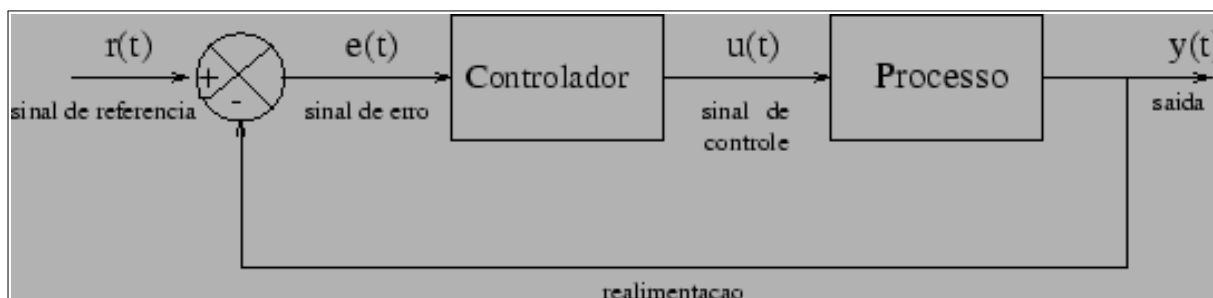 r(t)
e(t)
u(t)
y(t)
+
Controlador
Processo
-
sinal de referencia
sinal de erro
sinal de
controle
saida
realimentacao